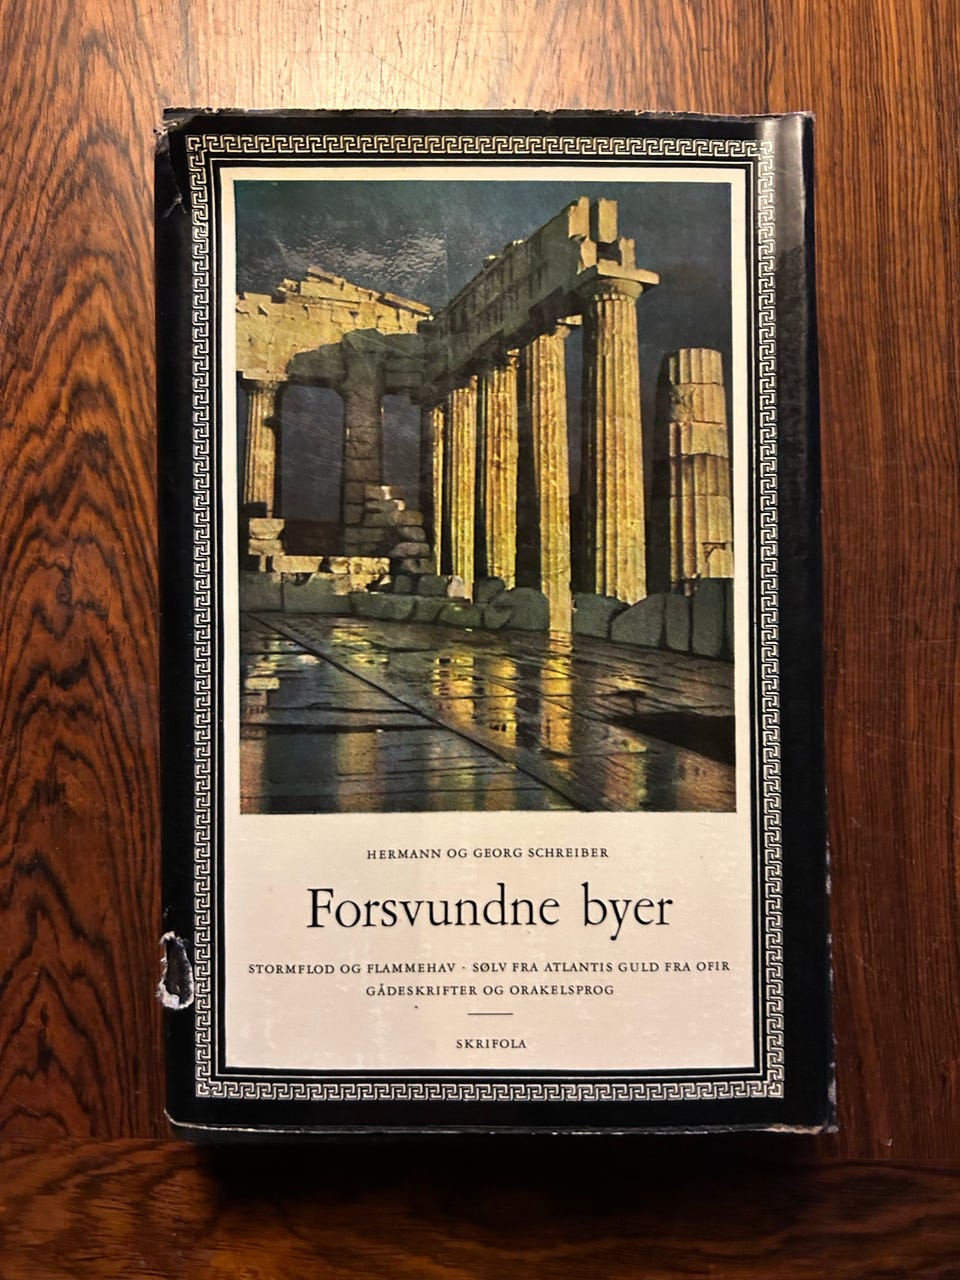 HERMANN OG GEORG SCHREIBER
Forsvundne byer
STORMFLOD OG FLAMMEHAV · SØLV FRA ATLANTIS GULD FRA OFIR
GÅDESKRIFTER OG ORAKELSPROG
SKRIFOLA